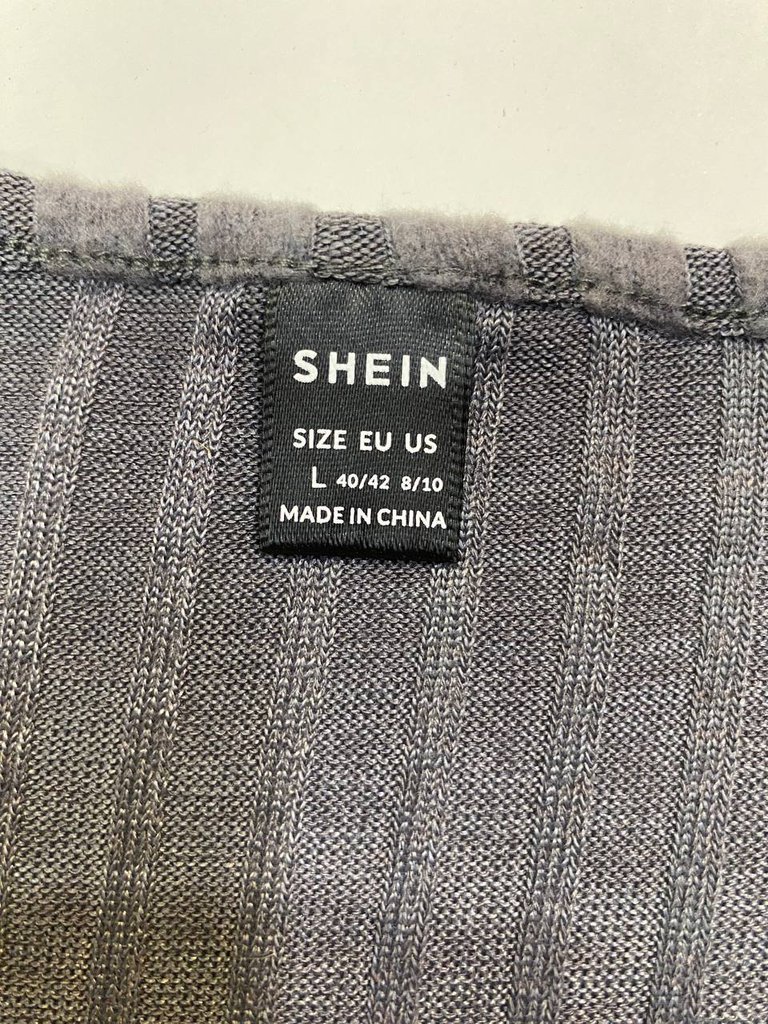 SHEIN
SIZE EU US
L 40/42 8/10
MADE IN CHINA